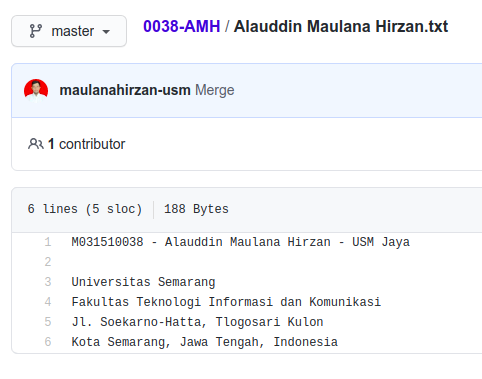 master 0038-AMH / Alauddin Maulana Hirzan.txt
maulanahirzan-usm Merge
1 contributor
6 lines (5 sloc) 188 Bytes
1 M031510038 - Alauddin Maulana Hirzan - USM Jaya
2
3 Universitas Semarang
4 Fakultas Teknologi Informasi dan Komunikasi
5 Jl. Soekarno-Hatta, Tlogosari Kulon
6 Kota Semarang, Jawa Tengah, Indonesia